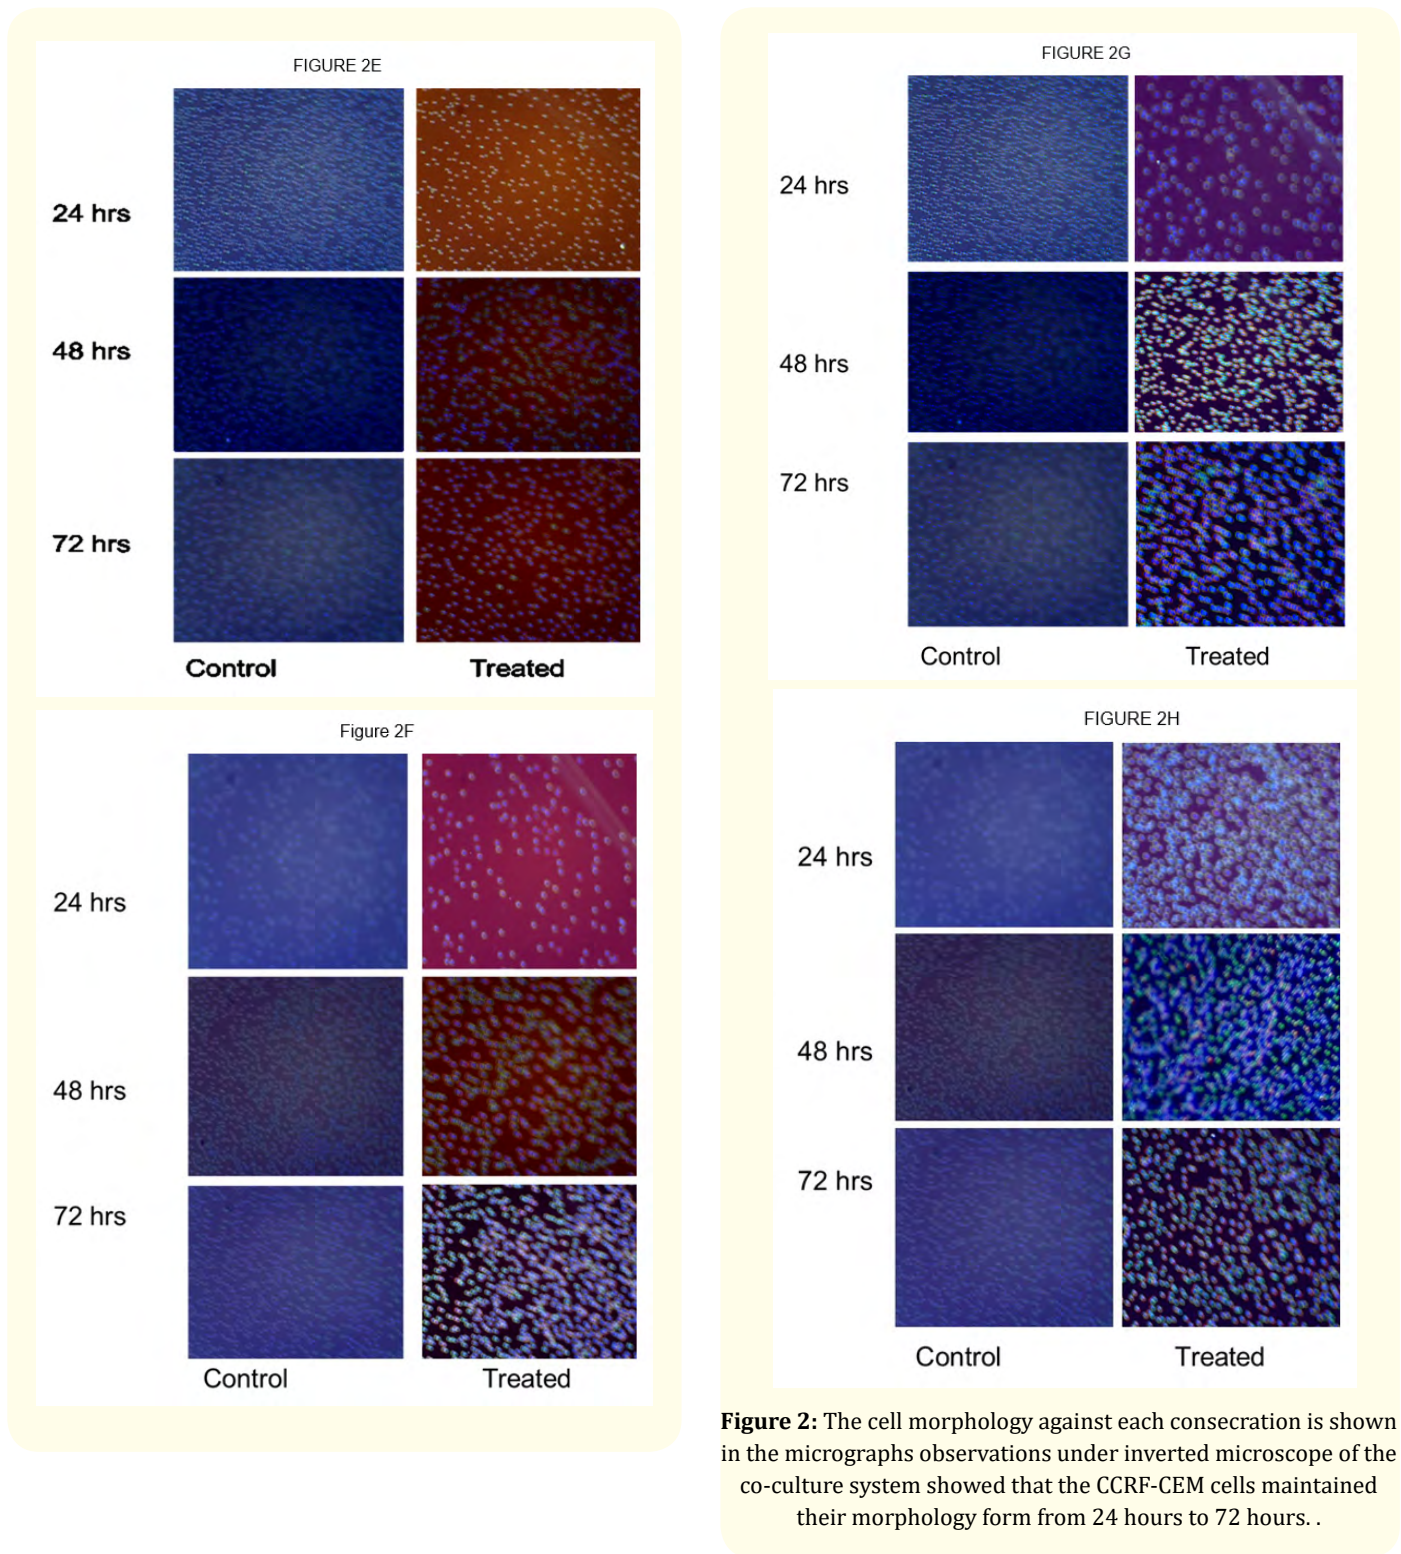 FIGURE 2E
24 hrs
48 hrs
72 hrs
Control Treated
Figure 2F
24 hrs
48 hrs
72 hrs
Control Treated
FIGURE 2G
24 hrs
48 hrs
72 hrs
Control Treated
FIGURE 2H
24 hrs
48 hrs
72 hrs
Control Treated
Figure 2: The cell morphology against each consecration is shown
in the micrographs observations under inverted microscope of the
co-culture system showed that the CCRF-CEM cells maintained
their morphology form from 24 hours to 72 hours. .